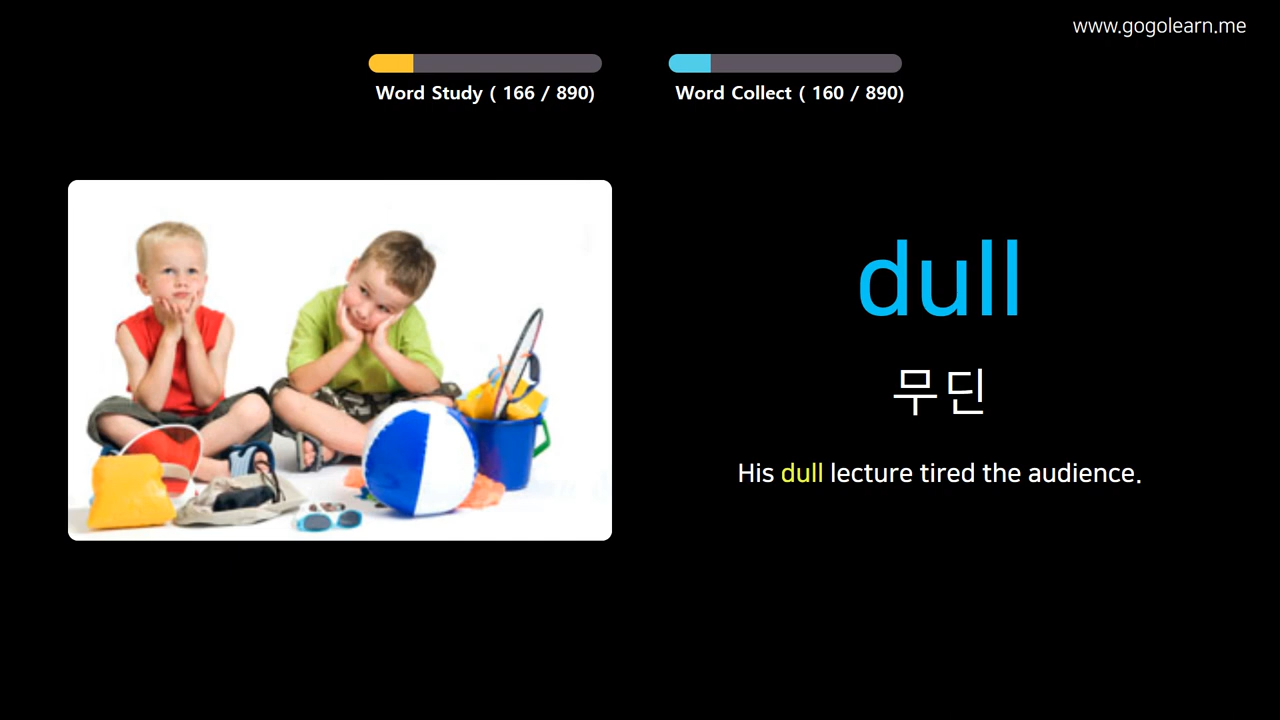 www.gogolearn.me
Word Study ( 166 / 890)
Word Collect ( 160 / 890)
dull
무딘
His dull lecture tired the audience.